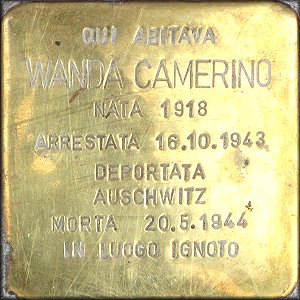 QUI ABITAVA
WANDA CAMERINO
NATA 1918
ARRESTATA 16.10.1943
DEPORTATA
AUSCHWITZ
MORTA 20.5.1944
IN LUOGO IGNOTO